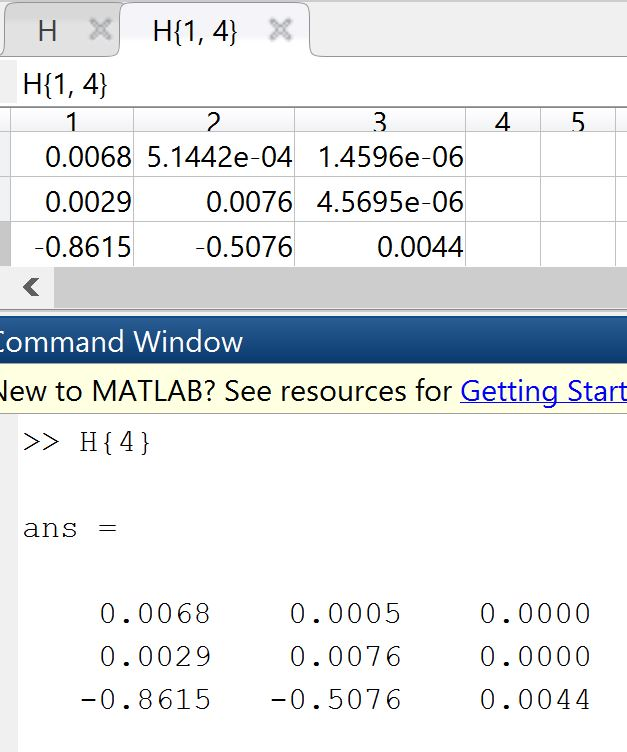 H H{1, 4}
H{1, 4}
1 2 3 4 5
0.0068 5.1442e-04 1.4596e-06
0.0029 0.0076 4.5695e-06
-0.8615 -0.5076 0.0044
Command Window
New to MATLAB? See resources for Getting Start
>> H{4}
ans =
0.0068 0.0005 0.0000
0.0029 0.0076 0.0000
-0.8615 -0.5076 0.0044